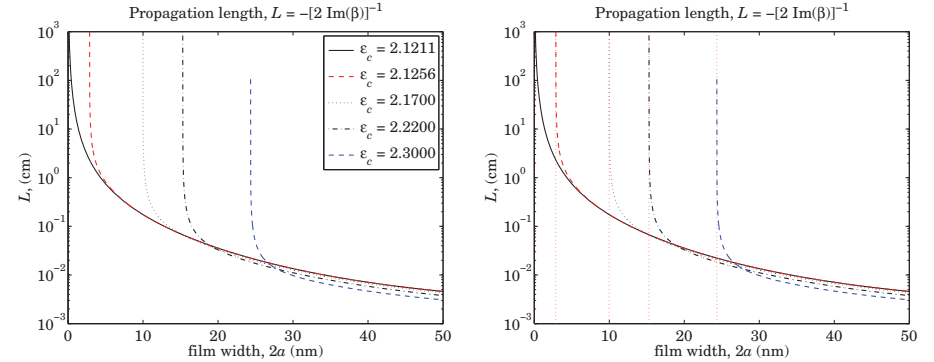 Propagation length, L = −[2 Im(β)]⁻¹
10³
10²
10¹
10⁰
10⁻¹
10⁻²
10⁻³
L, (cm)
ε_c = 2.1211
ε_c = 2.1256
ε_c = 2.1700
ε_c = 2.2200
ε_c = 2.3000
0 10 20 30 40 50
film width, 2a (nm)
Propagation length, L = −[2 Im(β)]⁻¹
10³
10²
10¹
10⁰
10⁻¹
10⁻²
10⁻³
L, (cm)
0 10 20 30 40 50
film width, 2a (nm)